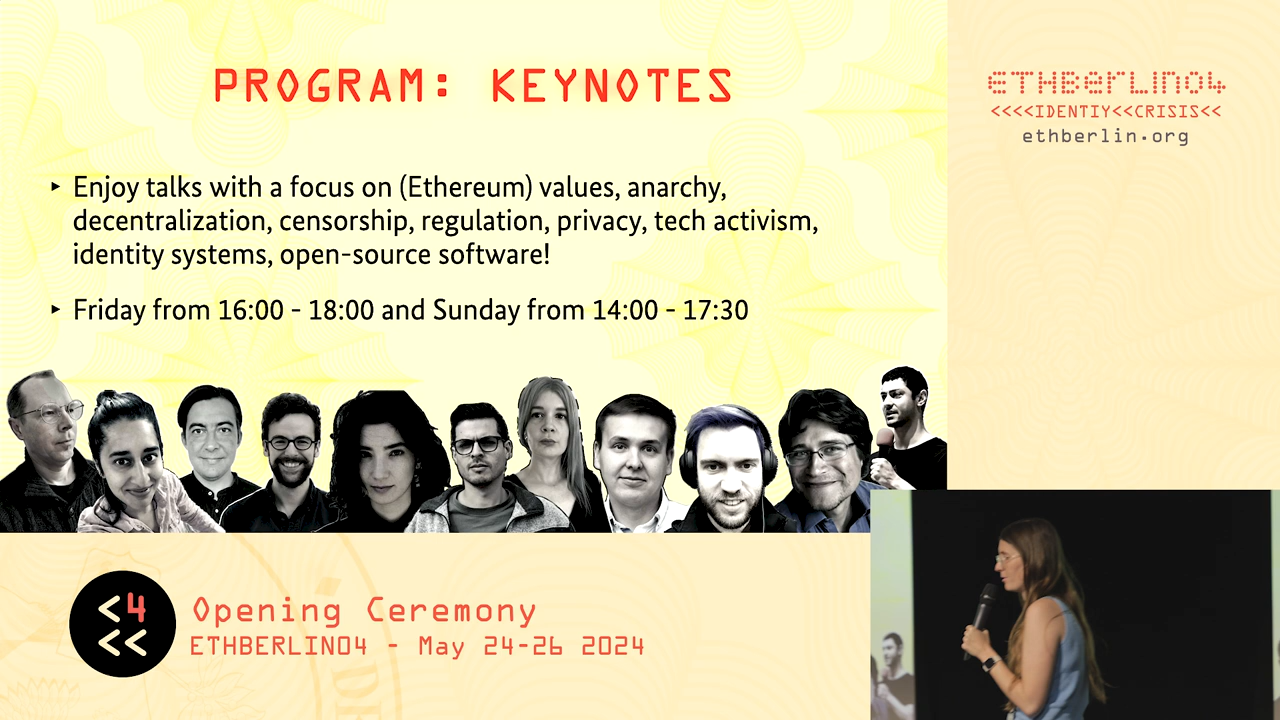 PROGRAM: KEYNOTES
‣ Enjoy talks with a focus on (Ethereum) values, anarchy,
decentralization, censorship, regulation, privacy, tech activism,
identity systems, open-source software!
‣ Friday from 16:00 - 18:00 and Sunday from 14:00 - 17:30
ETHBerlin04
<<<<IDENTIY<<CRISIS<<
ethberlin.org
<4
<<
Opening Ceremony
ETHBERLIN04 - May 24-26 2024